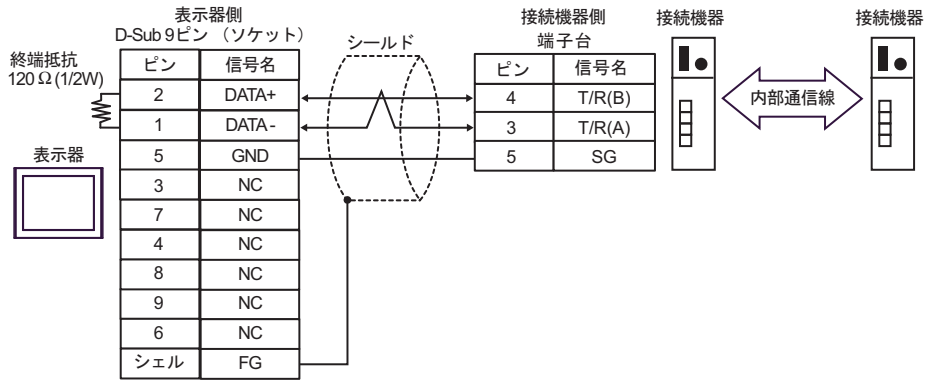 表示器側
D-Sub 9ピン （ソケット）
終端抵抗
120 Ω (1/2W)
表示器
ピン 信号名
2 DATA+
1 DATA-
5 GND
3 NC
7 NC
4 NC
8 NC
9 NC
6 NC
シェル FG
シールド
接続機器側
端子台
ピン 信号名
4 T/R(B)
3 T/R(A)
5 SG
接続機器
内部通信線
接続機器